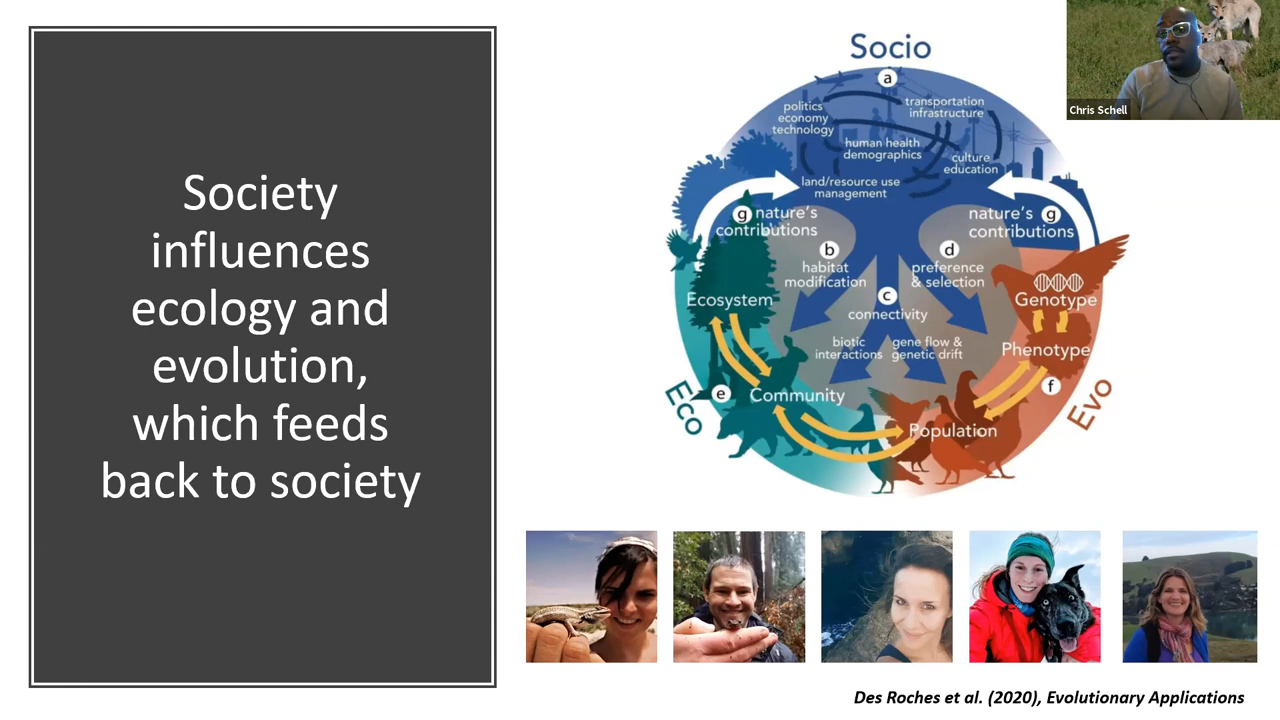 Society
influences
ecology and
evolution,
which feeds
back to society
Socio
a
politics
economy
technology
transportation
infrastructure
human health
demographics
culture
education
land/resource use
management
g nature's
contributions
nature's g
contributions
b
habitat
modification
d
preference
& selection
c
connectivity
biotic
interactions
gene flow &
genetic drift
Ecosystem
Genotype
Phenotype
e
Community
f
Population
Eco
Evo
Chris Schell
Des Roches et al. (2020), Evolutionary Applications